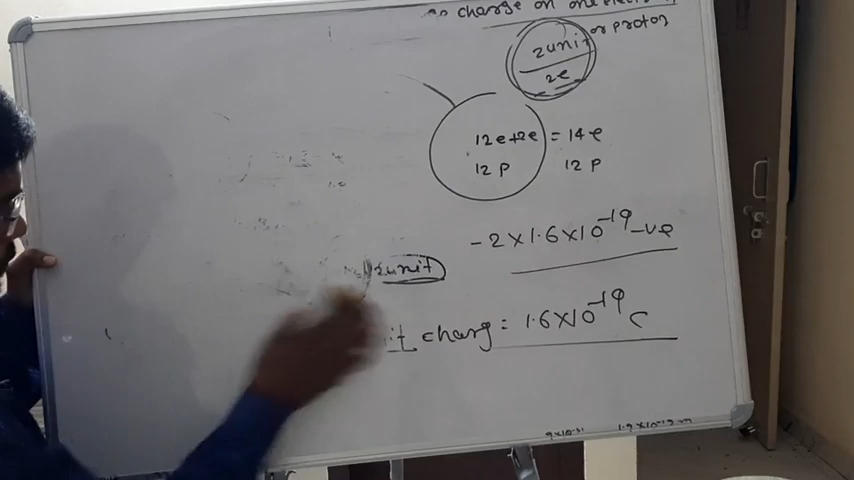 charge on one
or proton
2unit
2e
12e+2e = 14e
12 p 12 p
-2×1.6×10⁻¹⁹ -ve
2unit
charg = 1.6×10⁻¹⁹ C